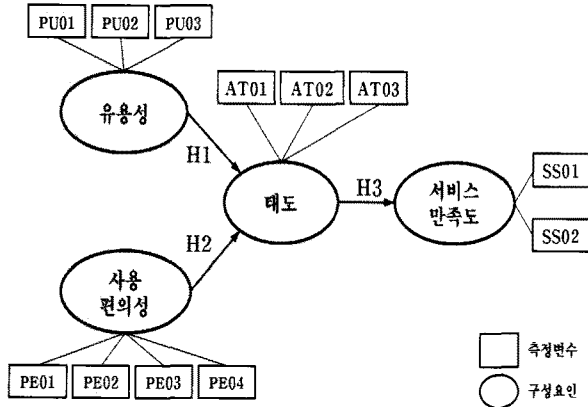 PU01 PU02 PU03
유용성
AT01 AT02 AT03
H1
태도
H3
서비스
만족도
SS01
SS02
H2
사용
편의성
PE01 PE02 PE03 PE04
측정변수
구성요인